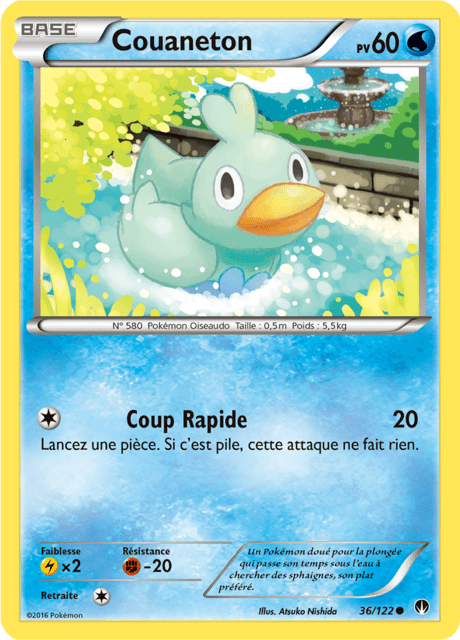 BASE
Couaneton
PV60
N° 580 Pokémon Oiseaudo Taille : 0,5m Poids : 5,5kg
Coup Rapide 20
Lancez une pièce. Si c'est pile, cette attaque ne fait rien.
Faiblesse
Résistance
×2
-20
Retraite
Un Pokémon doué pour la plongée
qui passe son temps sous l'eau à
chercher des sphaignes, son plat
préféré.
©2016 Pokémon
Illus. Atsuko Nishida
36/122